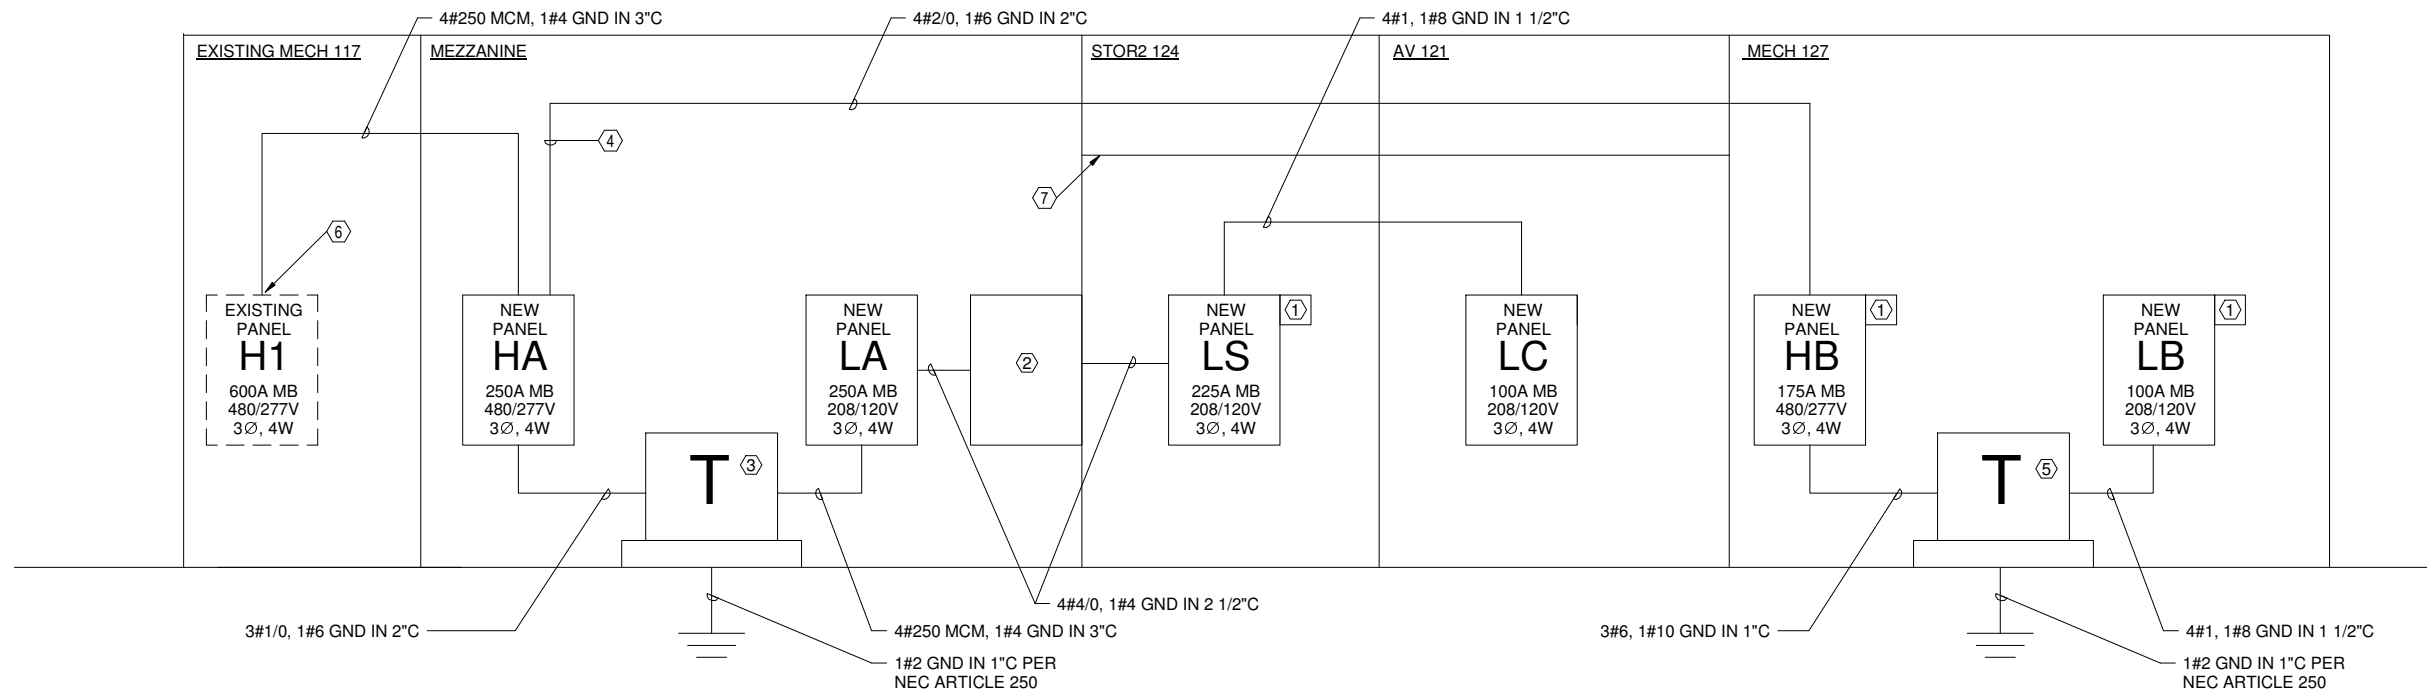 4#250 MCM, 1#4 GND IN 3"C
4#2/0, 1#6 GND IN 2"C
4#1, 1#8 GND IN 1 1/2"C
EXISTING MECH 117
MEZZANINE
STOR2 124
AV 121
MECH 127
4
7
6
EXISTING
PANEL
H1
600A MB
480/277V
3Ø, 4W
NEW
PANEL
HA
250A MB
480/277V
3Ø, 4W
NEW
PANEL
LA
250A MB
208/120V
3Ø, 4W
2
NEW
PANEL
LS
225A MB
208/120V
3Ø, 4W
1
NEW
PANEL
LC
100A MB
208/120V
3Ø, 4W
NEW
PANEL
HB
175A MB
480/277V
3Ø, 4W
1
NEW
PANEL
LB
100A MB
208/120V
3Ø, 4W
1
T
3
T
5
4#4/0, 1#4 GND IN 2 1/2"C
3#1/0, 1#6 GND IN 2"C
4#250 MCM, 1#4 GND IN 3"C
3#6, 1#10 GND IN 1"C
4#1, 1#8 GND IN 1 1/2"C
1#2 GND IN 1"C PER
NEC ARTICLE 250
1#2 GND IN 1"C PER
NEC ARTICLE 250